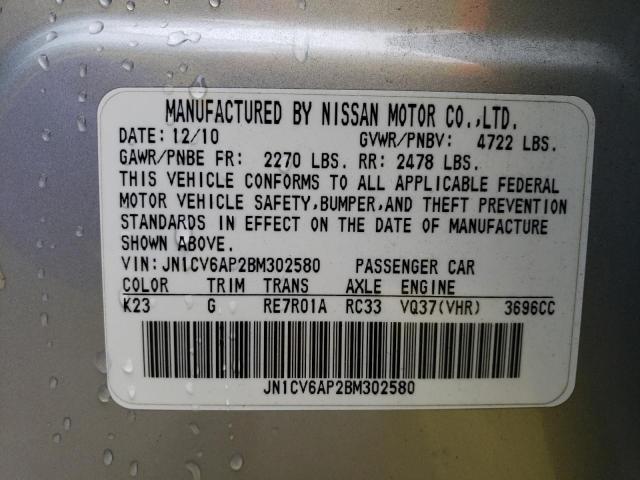 MANUFACTURED BY NISSAN MOTOR CO.,LTD.
DATE: 12/10 GVWR/PNBV: 4722 LBS.
GAWR/PNBE FR: 2270 LBS. RR: 2478 LBS.
THIS VEHICLE CONFORMS TO ALL APPLICABLE FEDERAL
MOTOR VEHICLE SAFETY,BUMPER,AND THEFT PREVENTION
STANDARDS IN EFFECT ON THE DATE OF MANUFACTURE
SHOWN ABOVE.
VIN: JN1CV6AP2BM302580 PASSENGER CAR
COLOR TRIM TRANS AXLE ENGINE
K23 G RE7R01A RC33 VQ37(VHR) 3696CC
JN1CV6AP2BM302580